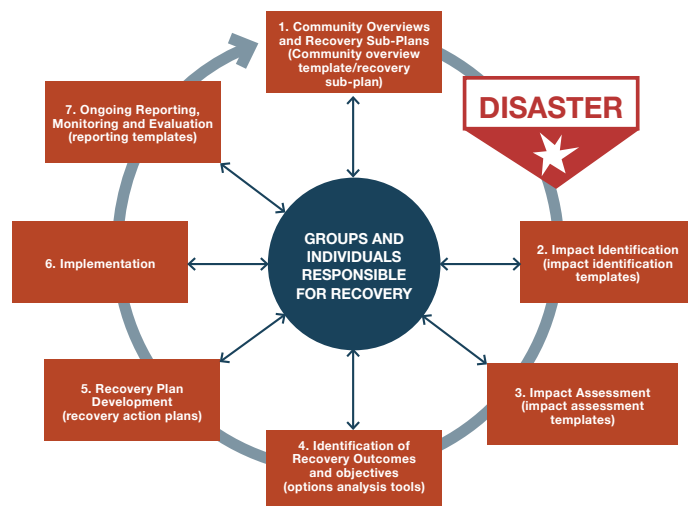 1. Community Overviews
and Recovery Sub-Plans
(Community overview
template/recovery
sub-plan)
DISASTER
2. Impact Identification
(impact identification
templates)
3. Impact Assessment
(impact assessment
templates)
4. Identification of
Recovery Outcomes
and objectives
(options analysis tools)
5. Recovery Plan
Development
(recovery action plans)
6. Implementation
7. Ongoing Reporting,
Monitoring and Evaluation
(reporting templates)
GROUPS AND
INDIVIDUALS
RESPONSIBLE
FOR RECOVERY